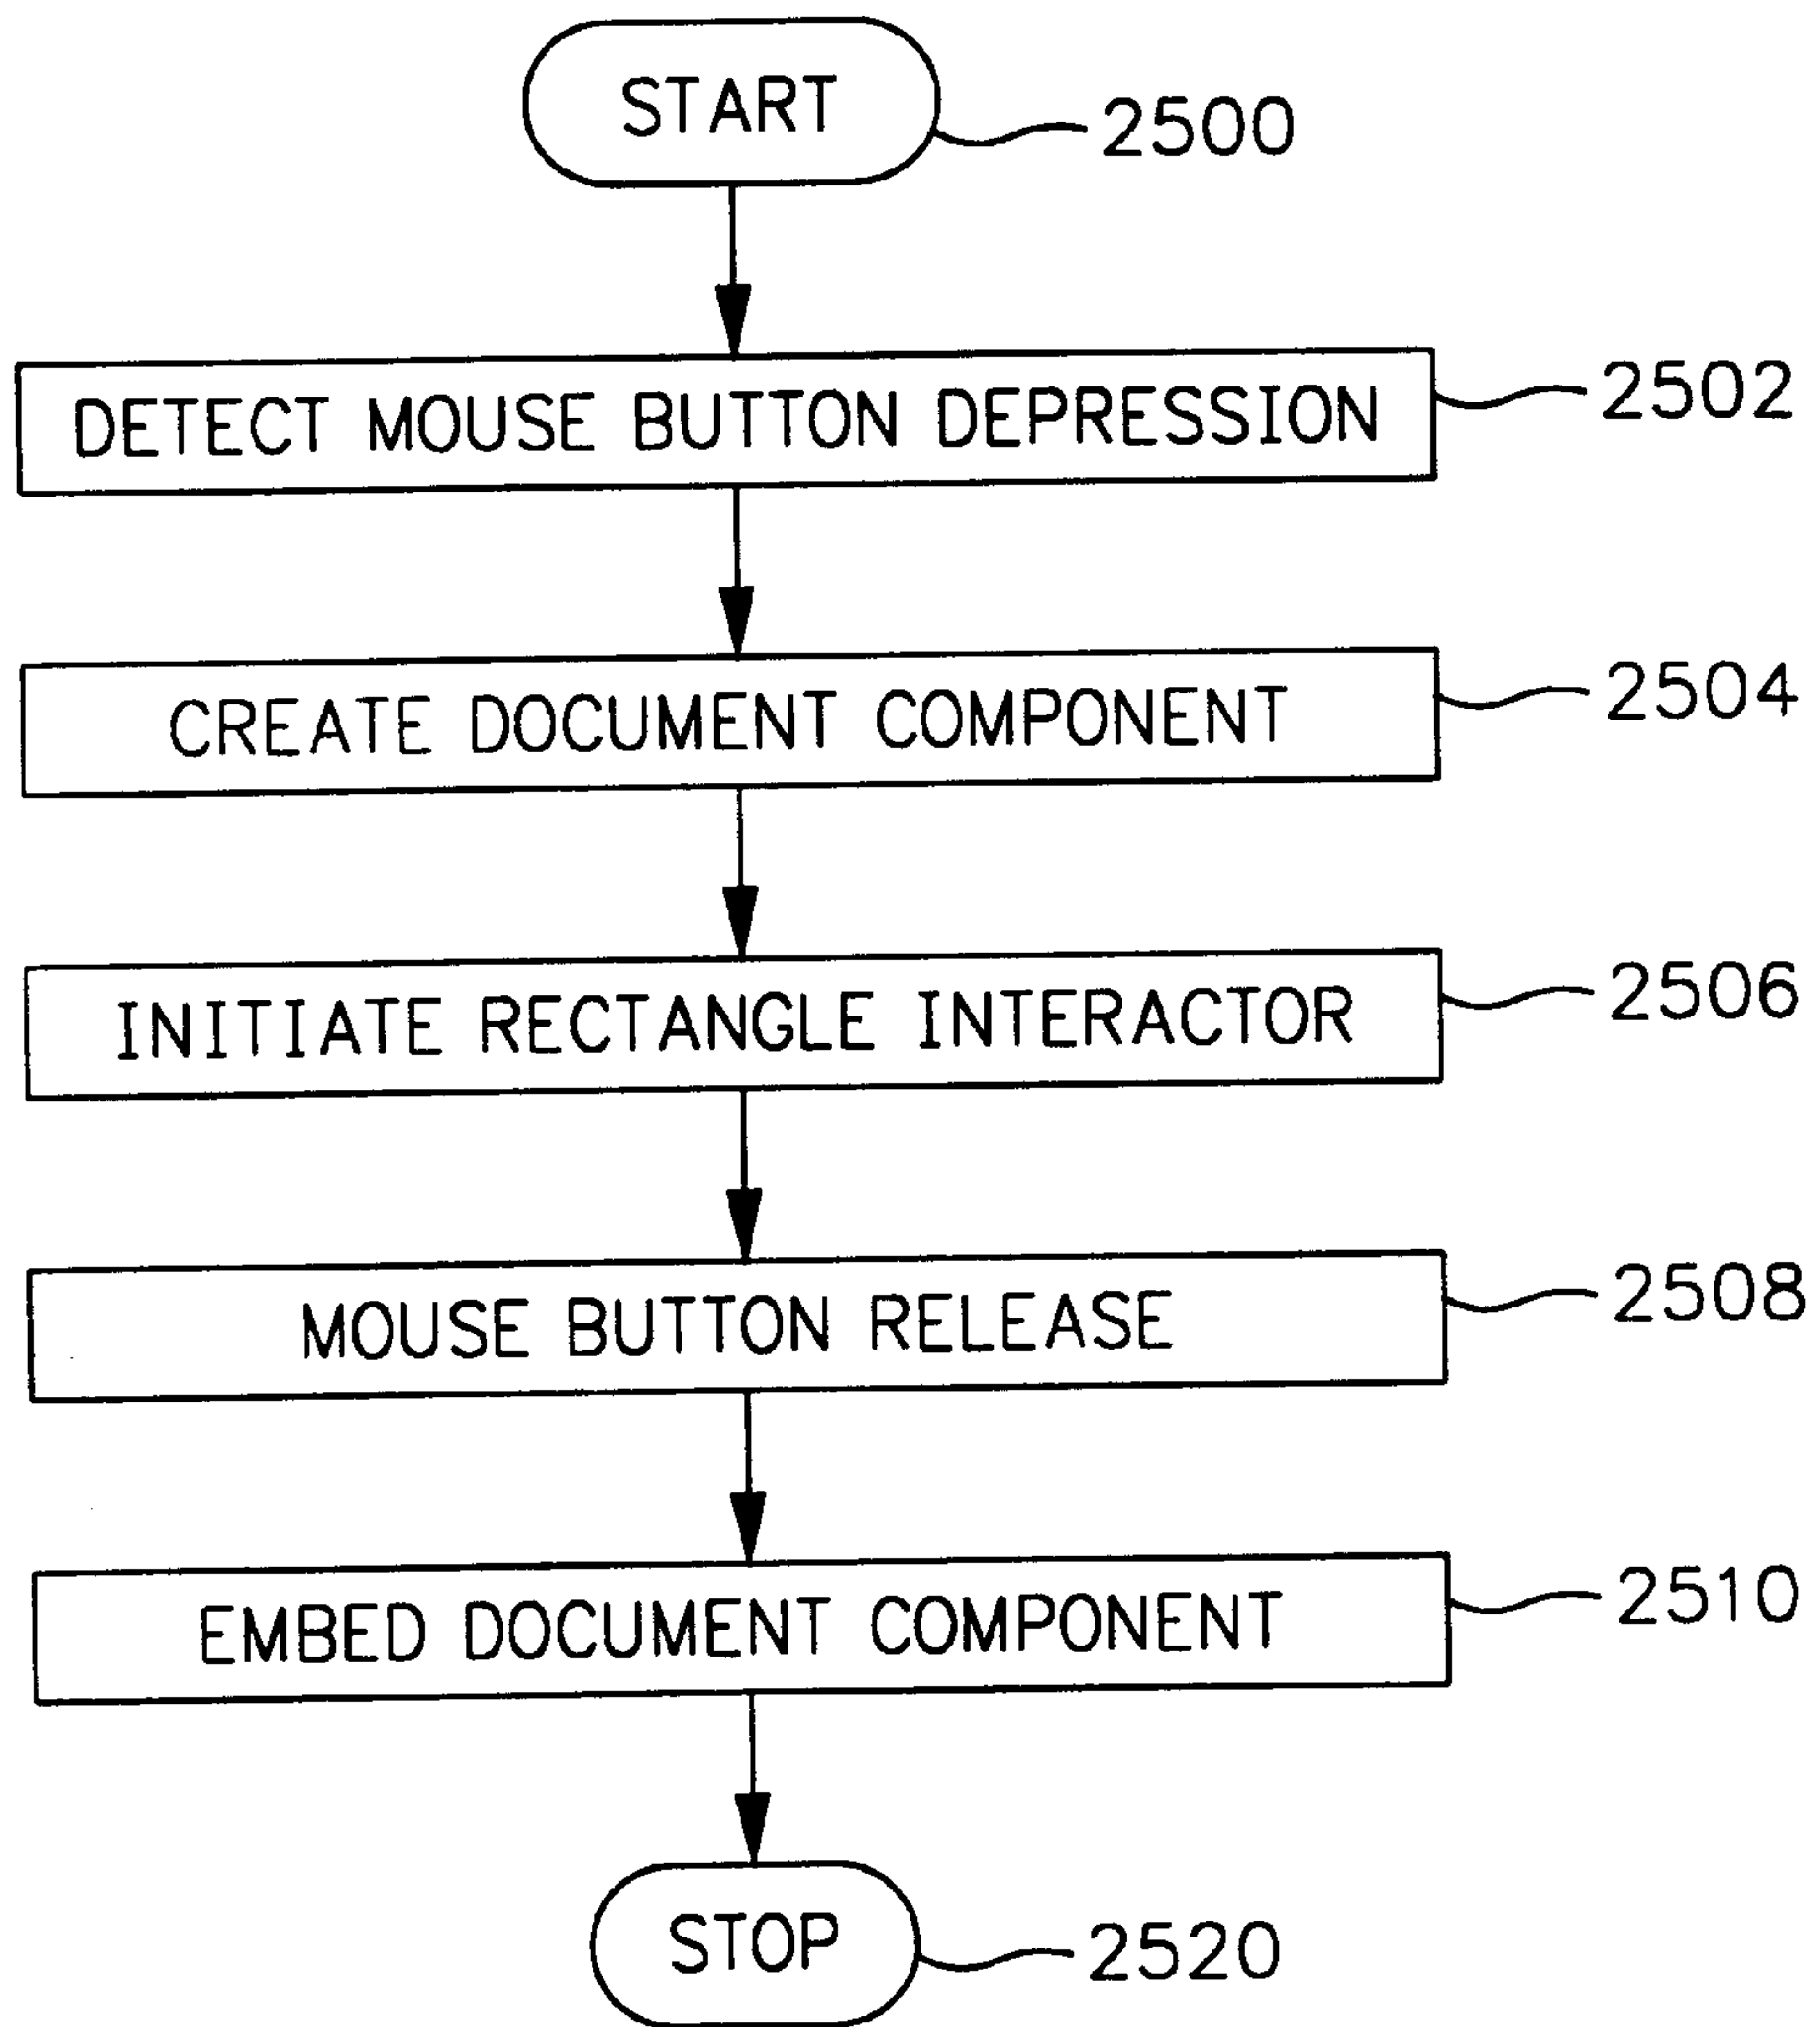 START
2500
DETECT MOUSE BUTTON DEPRESSION
2502
CREATE DOCUMENT COMPONENT
2504
INITIATE RECTANGLE INTERACTOR
2506
MOUSE BUTTON RELEASE
2508
EMBED DOCUMENT COMPONENT
2510
STOP
2520